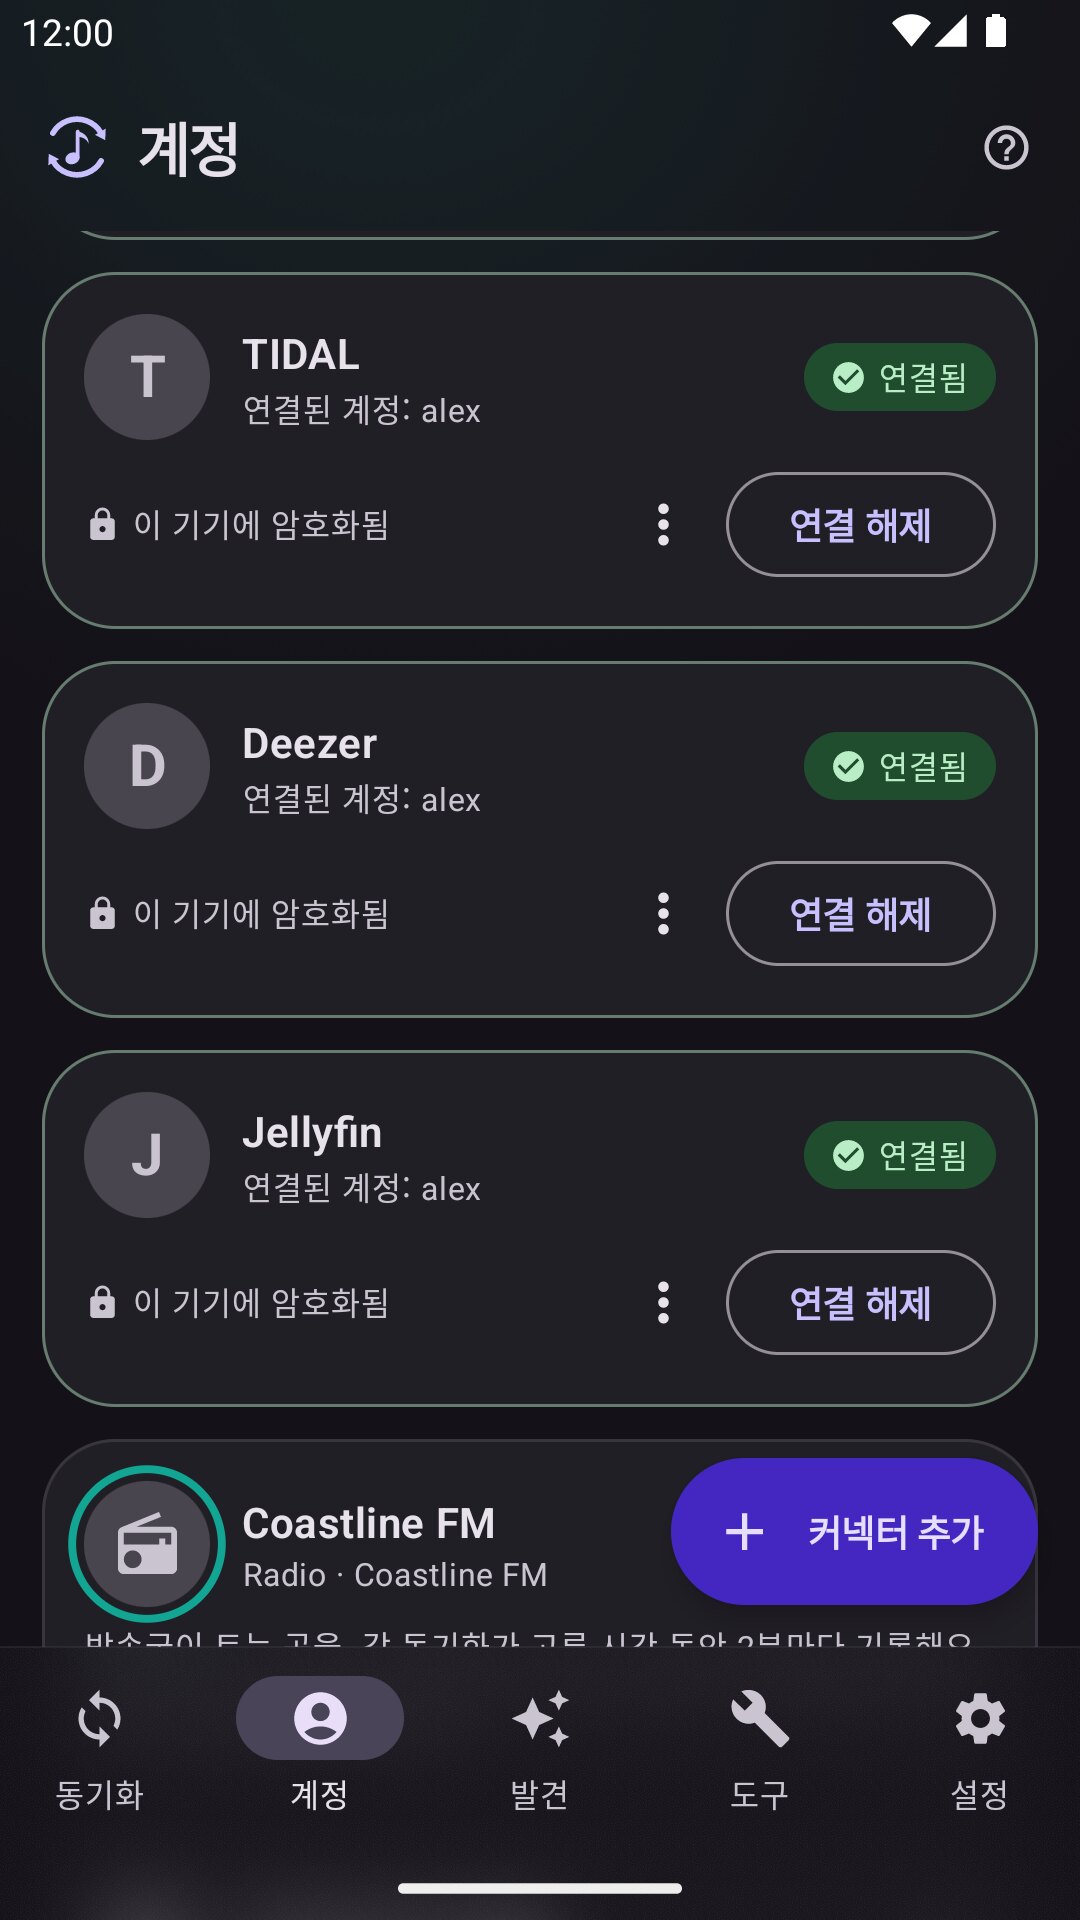 12:00
계정
T
TIDAL
연결된 계정: alex
연결됨
이 기기에 암호화됨
연결 해제
D
Deezer
연결된 계정: alex
연결됨
이 기기에 암호화됨
연결 해제
J
Jellyfin
연결된 계정: alex
연결됨
이 기기에 암호화됨
연결 해제
Coastline FM
Radio · Coastline FM
커넥터 추가
동기화
계정
발견
도구
설정